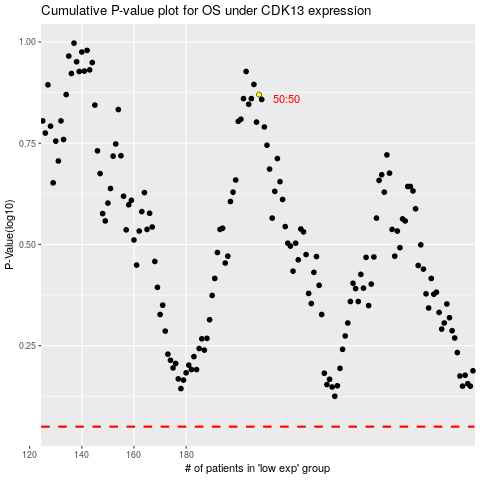 Cumulative P-value plot for OS under CDK13 expression
1.00
0.75
0.50
0.25
P-Value(log10)
50:50
120 140 160 180
# of patients in 'low exp' group